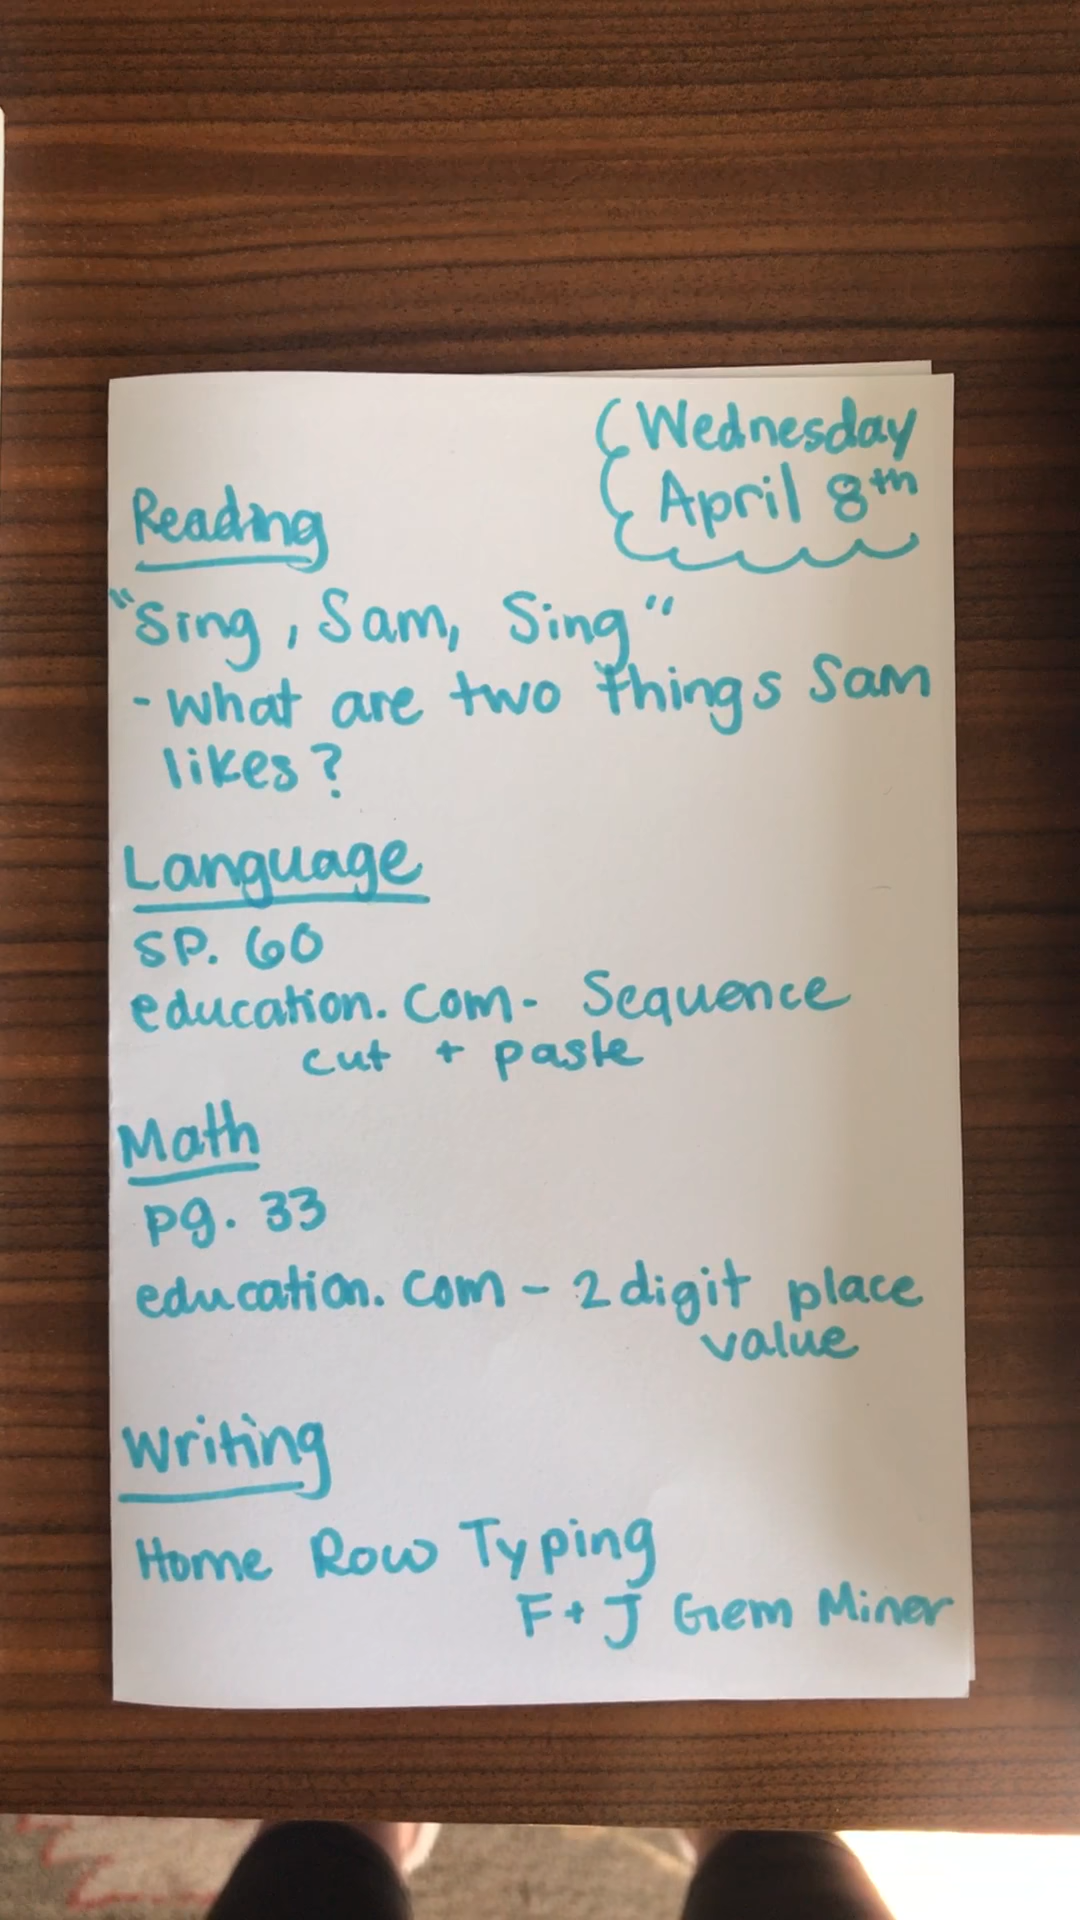 Wednesday
April 8th
Reading
"Sing, Sam, Sing"
- What are two things Sam
likes?
Language
SP. 60
education.com- Sequence
cut + paste
Math
pg. 33
education.com - 2 digit place
value
Writing
Home Row Typing
F + J Gem Miner